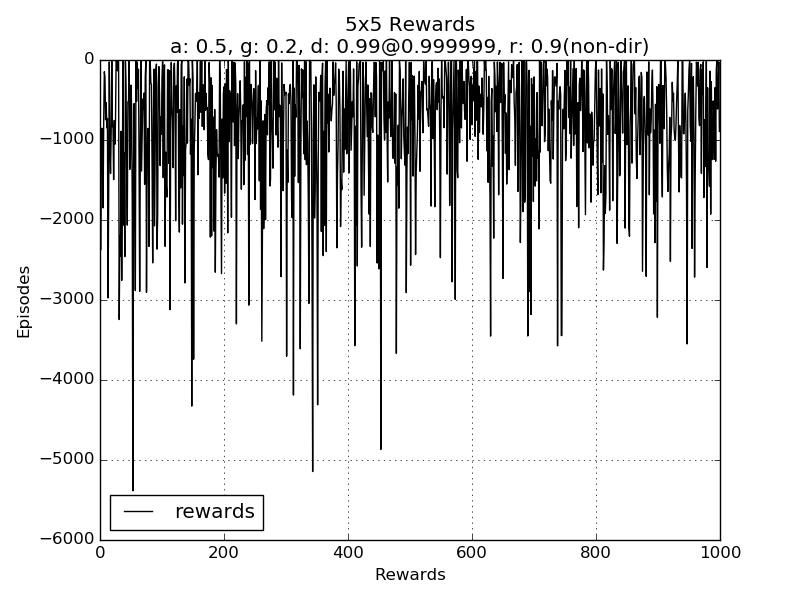 5x5 Rewards
a: 0.5, g: 0.2, d: 0.99@0.999999, r: 0.9(non-dir)
0
−1000
−2000
−3000
−4000
−5000
−6000
Episodes
rewards
0 200 400 600 800 1000
Rewards